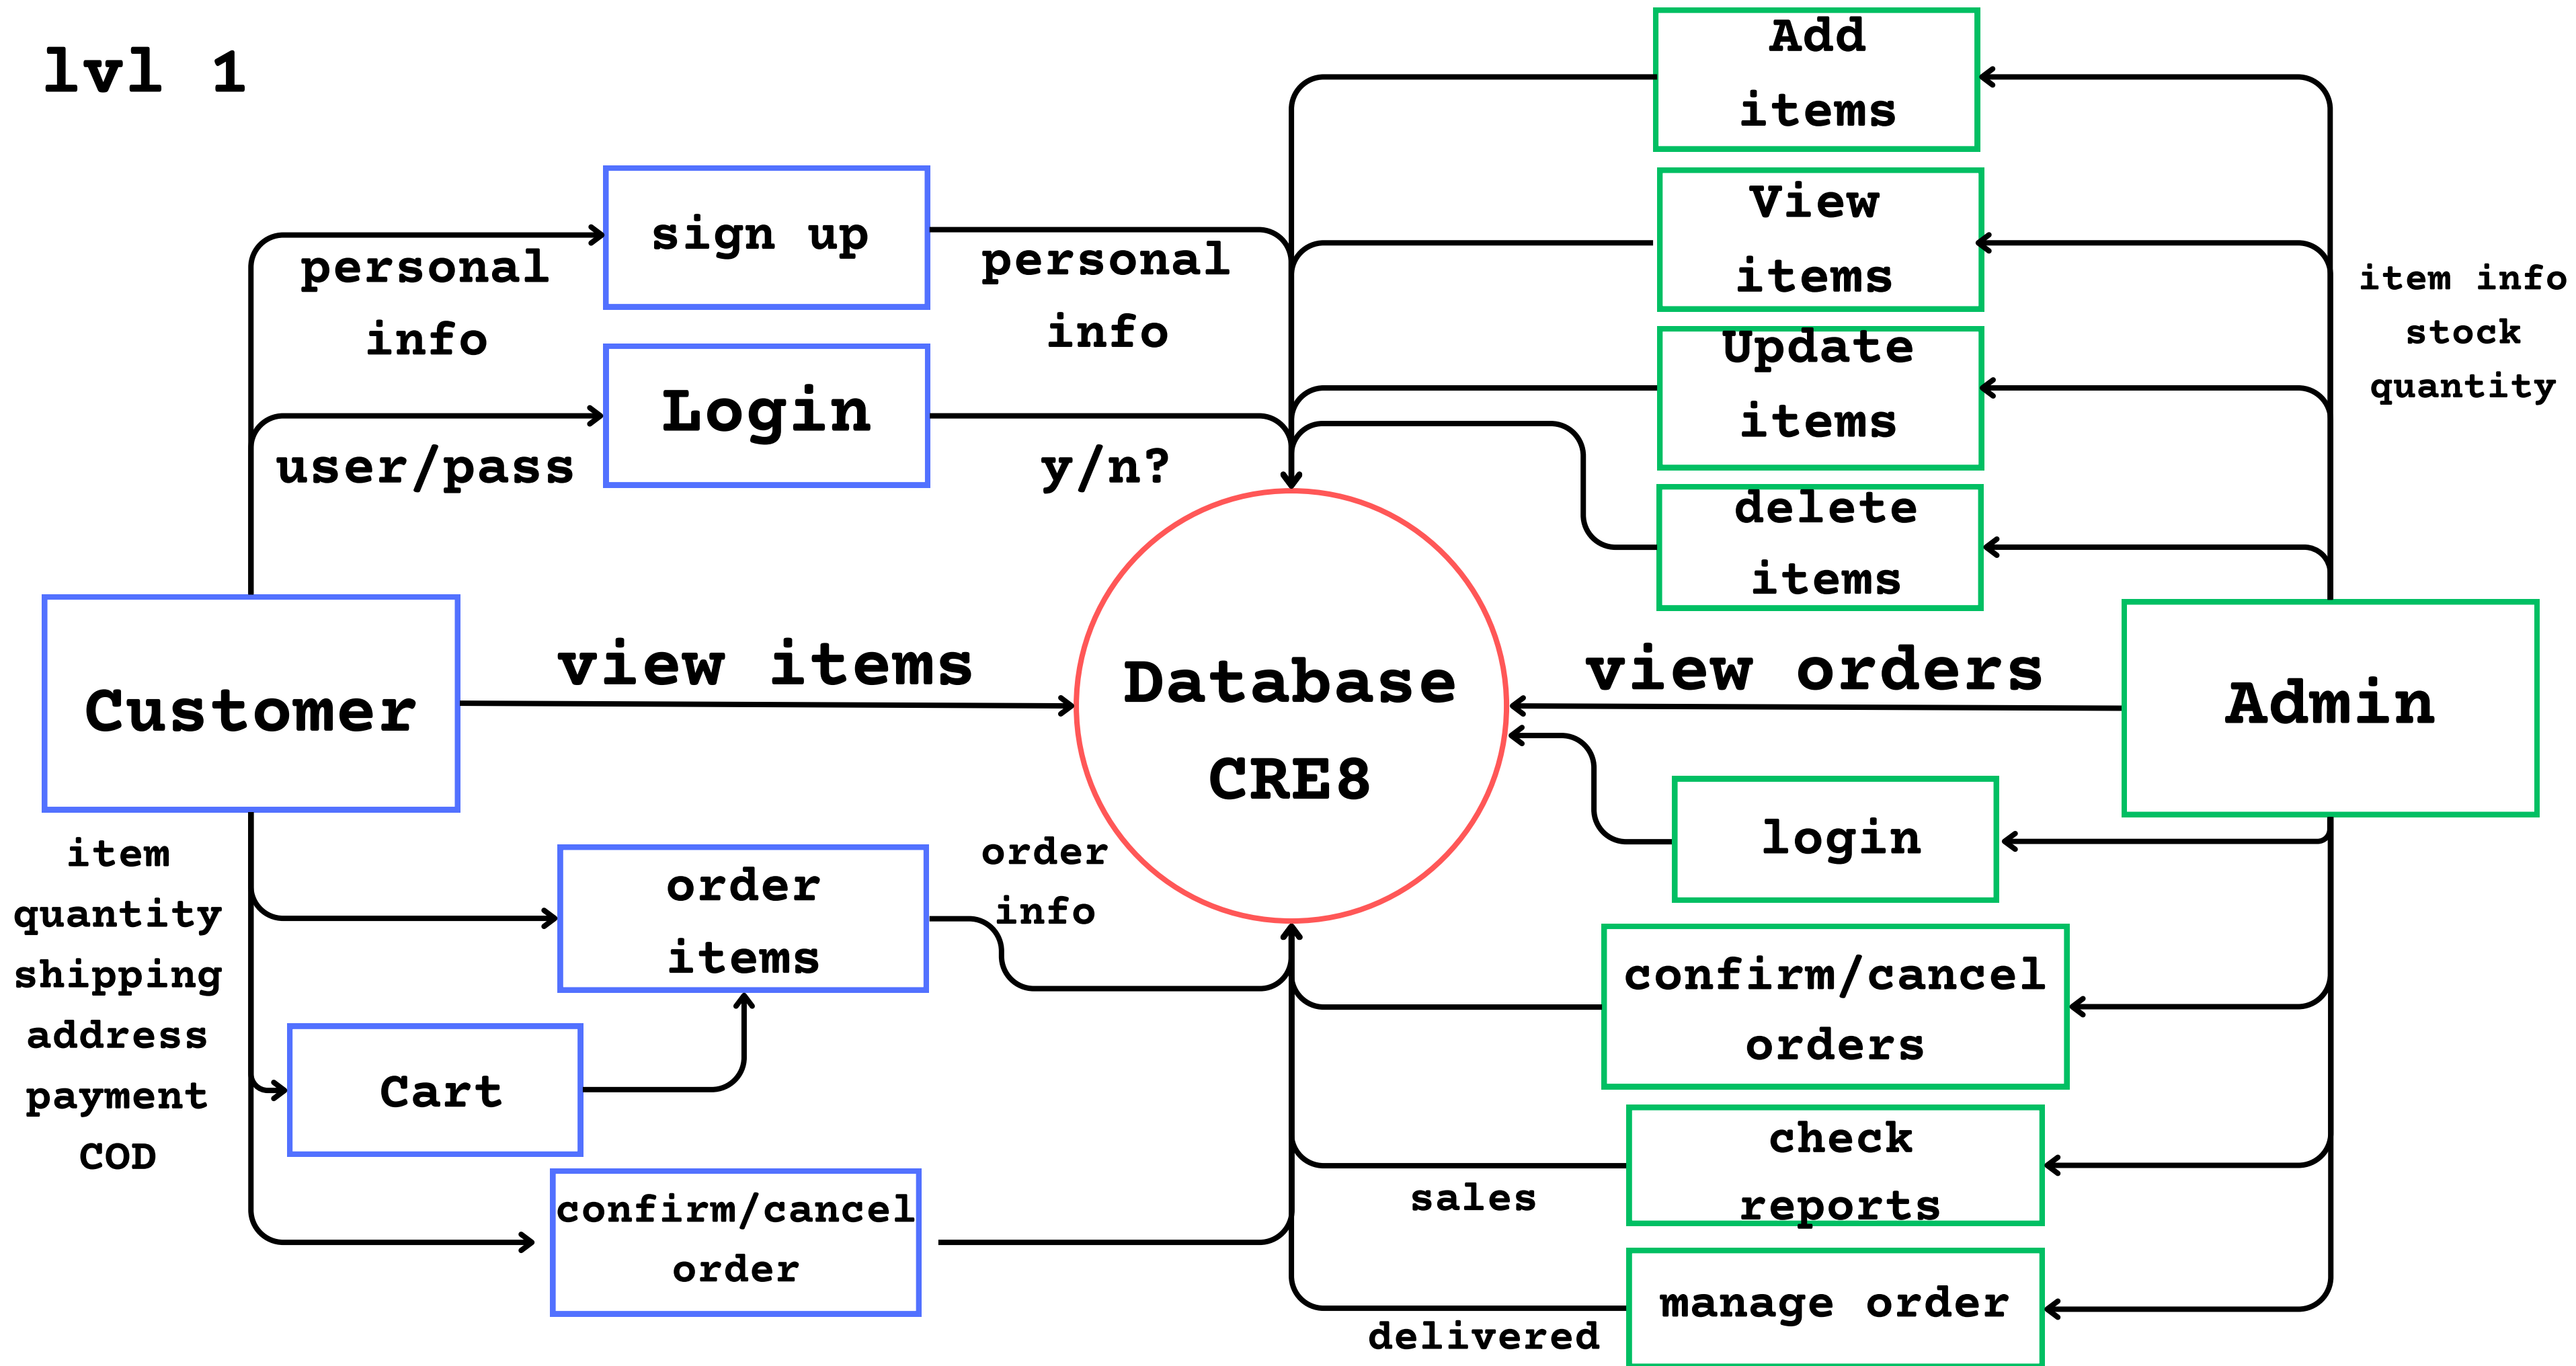 lvl 1
Add
items
View
items
sign up
personal
info
personal
info
item info
stock
quantity
Update
items
Login
user/pass
y/n?
delete
items
view items
view orders
Customer
Database
CRE8
Admin
login
item
quantity
shipping
address
payment
COD
order
items
order
info
confirm/cancel
orders
Cart
check
reports
sales
confirm/cancel
order
manage order
delivered